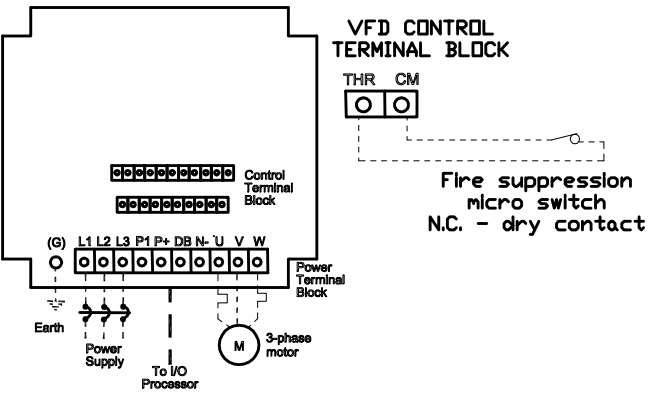 VFD CONTROL
TERMINAL BLOCK
THR CM
Fire suppression
micro switch
N.C. - dry contact
Control
Terminal
Block
(G) L1 L2 L3 P1 P+ DB N- U V W
Power
Terminal
Block
Earth
Power
Supply
M
3-phase
motor
To I/O
Processor